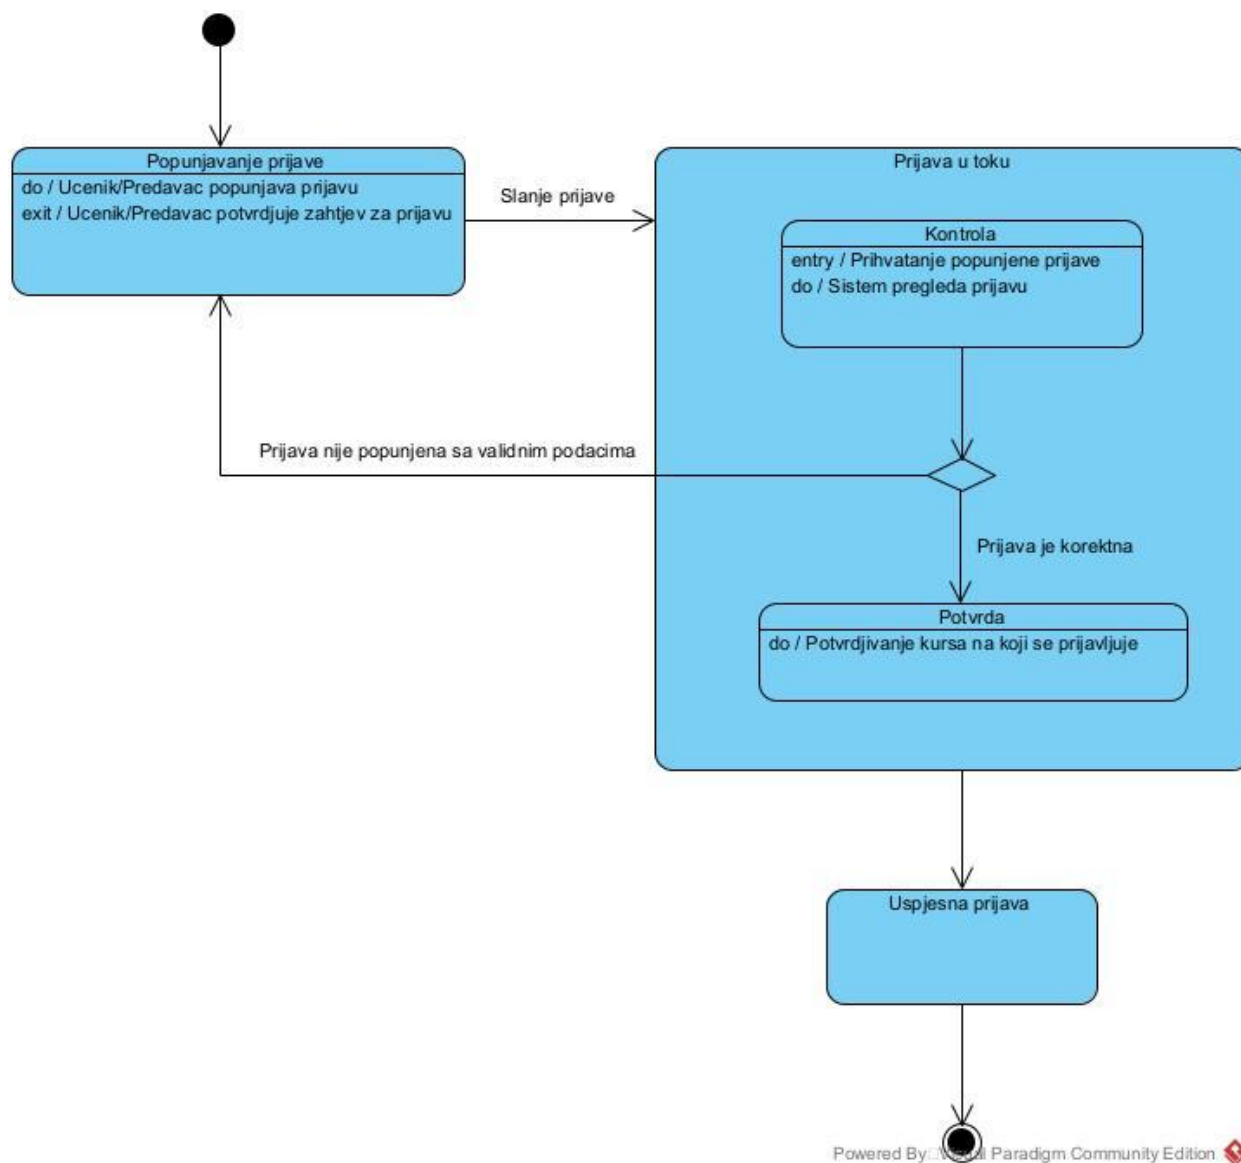 Popunjavanje prijave
do / Ucenik/Predavac popunjava prijavu
exit / Ucenik/Predavac potvrdjuje zahtjev za prijavu
Slanje prijave
Prijava u toku
Kontrola
entry / Prihvatanje popunjene prijave
do / Sistem pregleda prijavu
Prijava nije popunjena sa validnim podacima
Prijava je korektna
Potvrda
do / Potvrdjivanje kursa na koji se prijavljuje
Uspjesna prijava
Powered By Visual Paradigm Community Edition